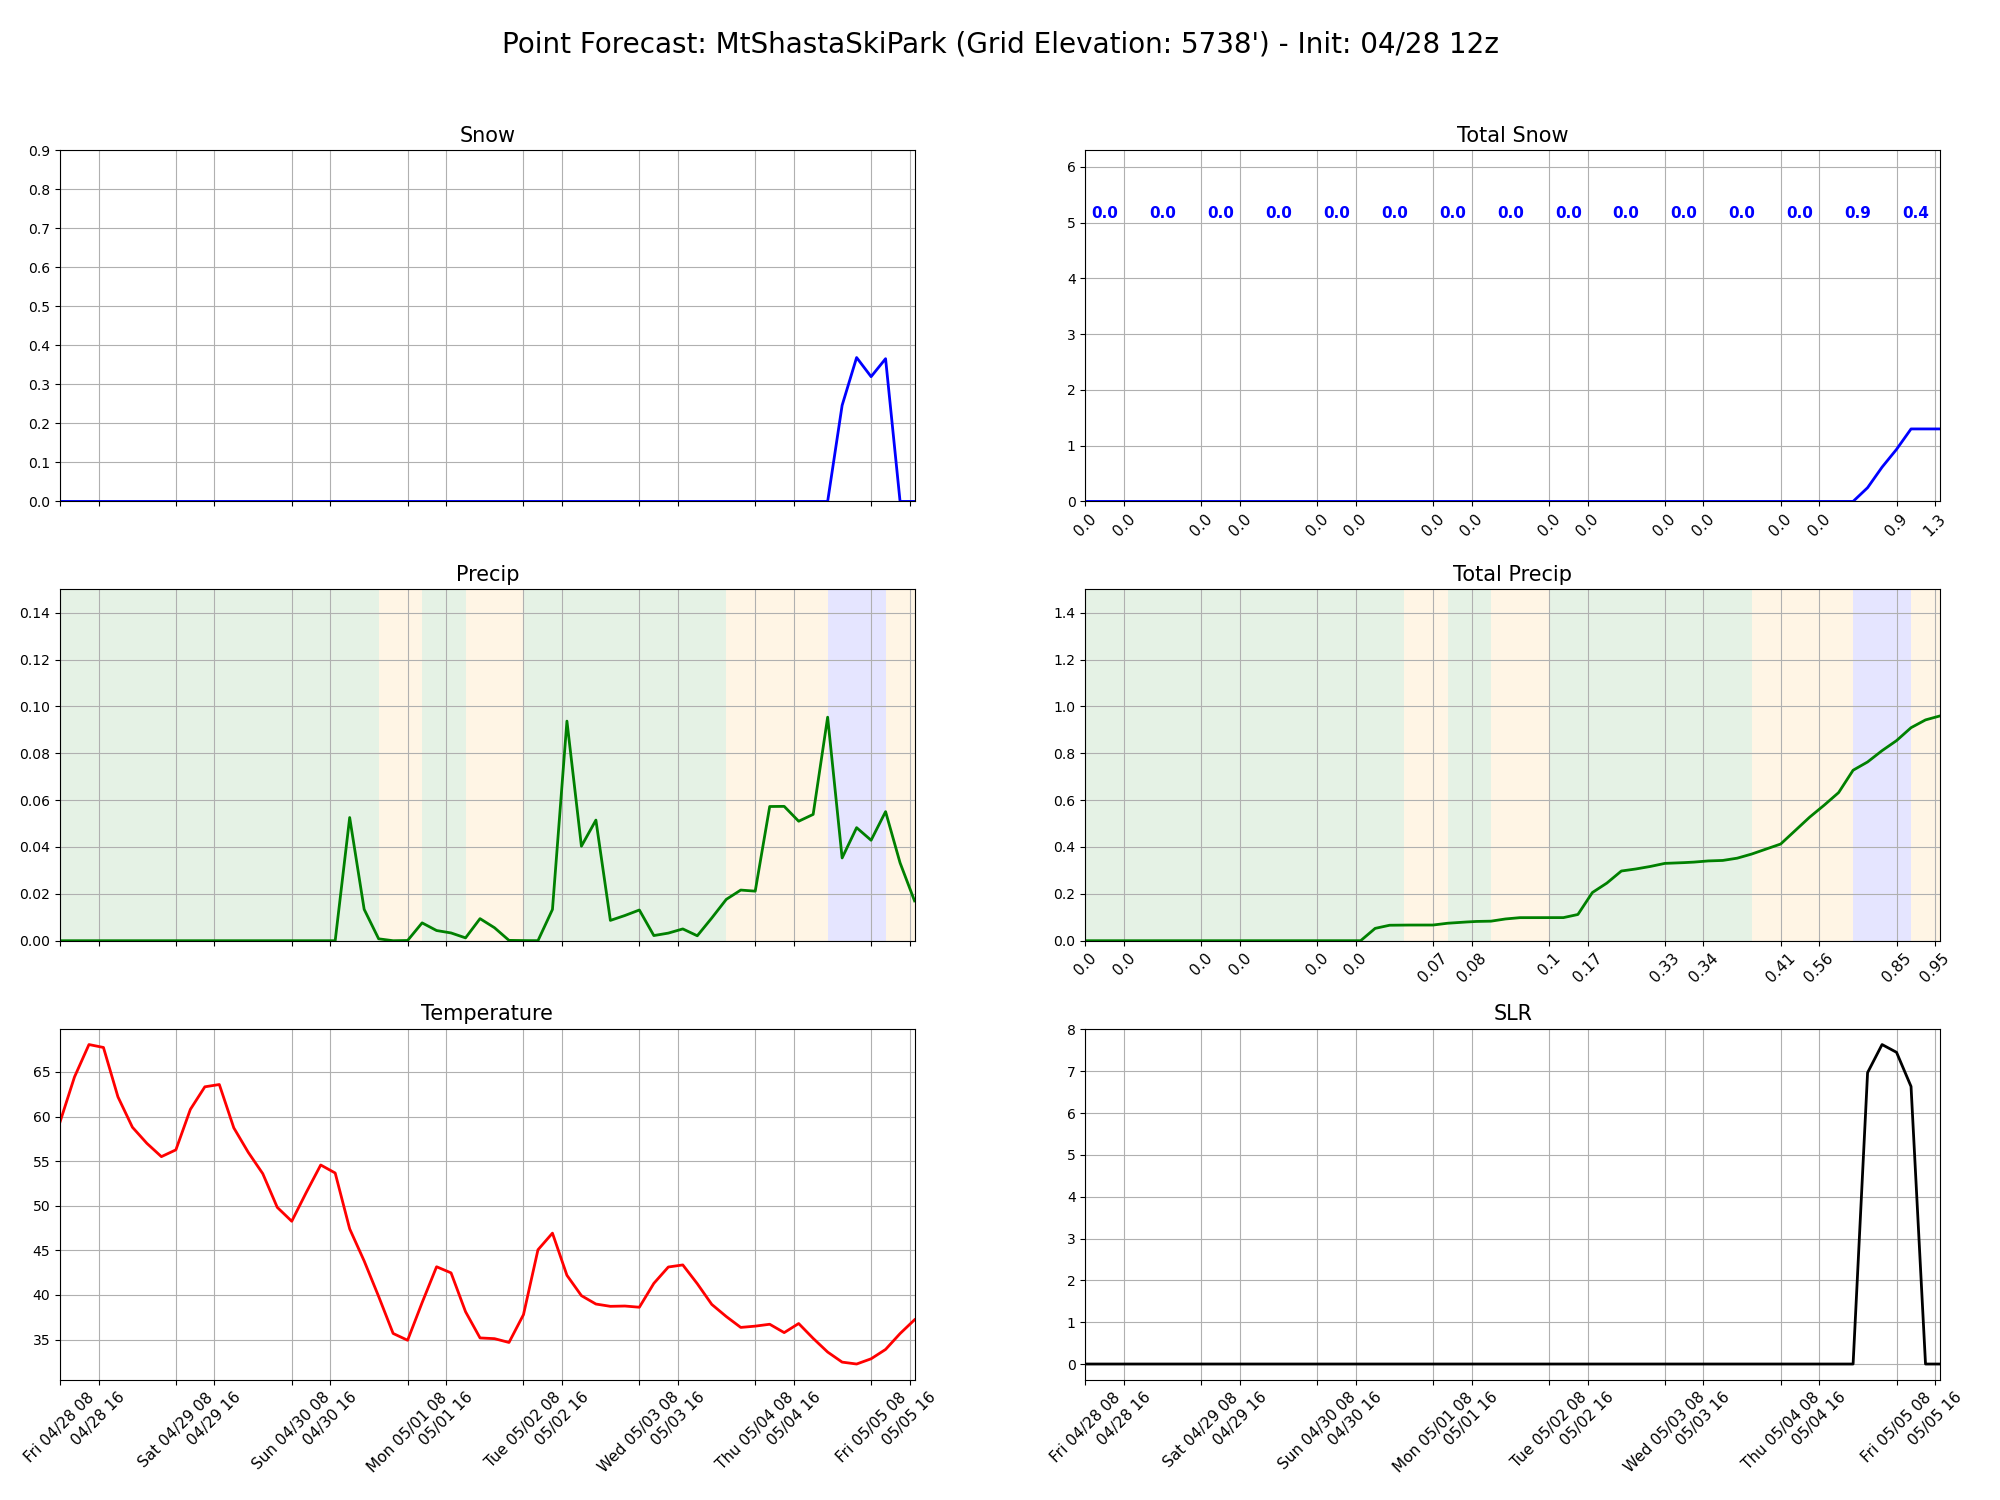 Point Forecast: MtShastaSkiPark (Grid Elevation: 5738') - Init: 04/28 12z
Snow
0.9
0.8
0.7
0.6
0.5
0.4
0.3
0.2
0.1
0.0
Total Snow
6
5
4
3
2
1
0
0.0 0.0 0.0 0.0 0.0 0.0 0.0 0.0 0.0 0.0 0.0 0.0 0.0 0.9 0.4
0.0 0.0 0.0 0.0 0.0 0.0 0.0 0.0 0.0 0.0 0.0 0.0 0.0 0.0 0.9 1.3
Precip
0.14
0.12
0.10
0.08
0.06
0.04
0.02
0.00
Total Precip
1.4
1.2
1.0
0.8
0.6
0.4
0.2
0.0
0.0 0.0 0.0 0.0 0.0 0.0 0.07 0.08 0.1 0.17 0.33 0.34 0.41 0.56 0.85 0.95
Temperature
65
60
55
50
45
40
35
Fri 04/28 08
04/28 16
Sat 04/29 08
04/29 16
Sun 04/30 08
04/30 16
Mon 05/01 08
05/01 16
Tue 05/02 08
05/02 16
Wed 05/03 08
05/03 16
Thu 05/04 08
05/04 16
Fri 05/05 08
05/05 16
SLR
8
7
6
5
4
3
2
1
0
Fri 04/28 08
04/28 16
Sat 04/29 08
04/29 16
Sun 04/30 08
04/30 16
Mon 05/01 08
05/01 16
Tue 05/02 08
05/02 16
Wed 05/03 08
05/03 16
Thu 05/04 08
05/04 16
Fri 05/05 08
05/05 16